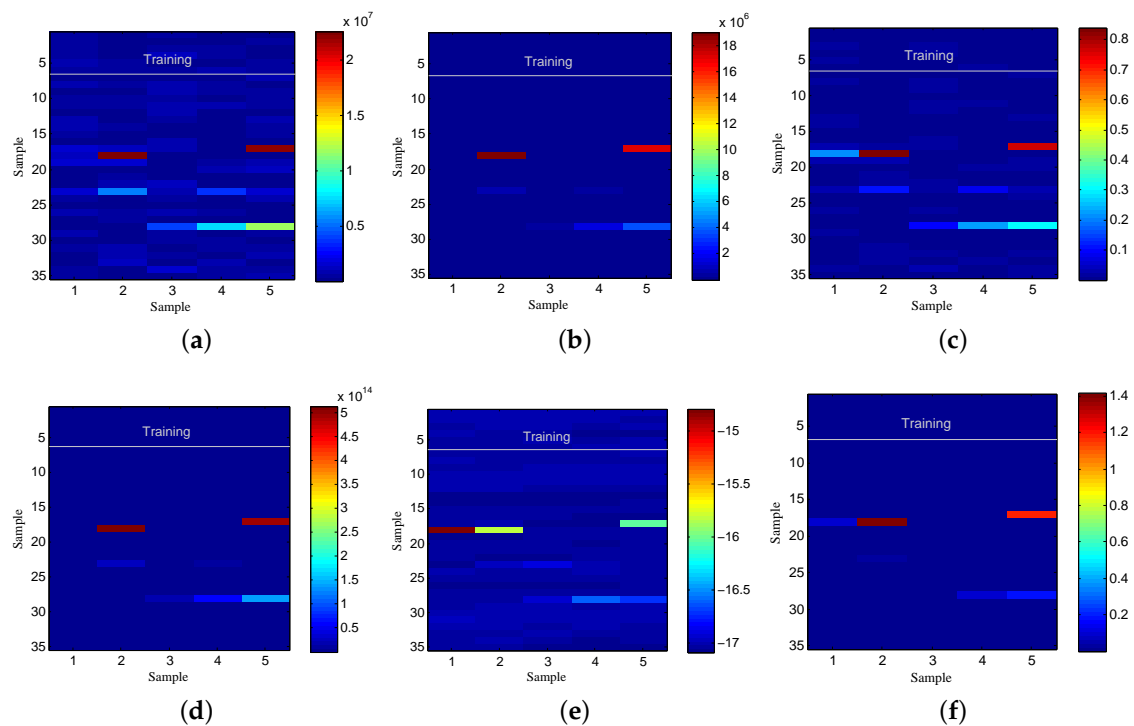 x 10^7
Training
5
10
15
20
25
30
35
Sample
1 2 3 4 5
Sample
2
1.5
1
0.5
(a)
x 10^6
Training
5
10
15
20
25
30
35
Sample
1 2 3 4 5
Sample
18
16
14
12
10
8
6
4
2
(b)
Training
5
10
15
20
25
30
35
Sample
1 2 3 4 5
Sample
0.8
0.7
0.6
0.5
0.4
0.3
0.2
0.1
(c)
x 10^14
Training
5
10
15
20
25
30
35
Sample
1 2 3 4 5
Sample
5
4.5
4
3.5
3
2.5
2
1.5
1
0.5
(d)
Training
5
10
15
20
25
30
35
Sample
1 2 3 4 5
Sample
−15
−15.5
−16
−16.5
−17
(e)
Training
5
10
15
20
25
30
35
Sample
1 2 3 4 5
Sample
1.4
1.2
1
0.8
0.6
0.4
0.2
(f)